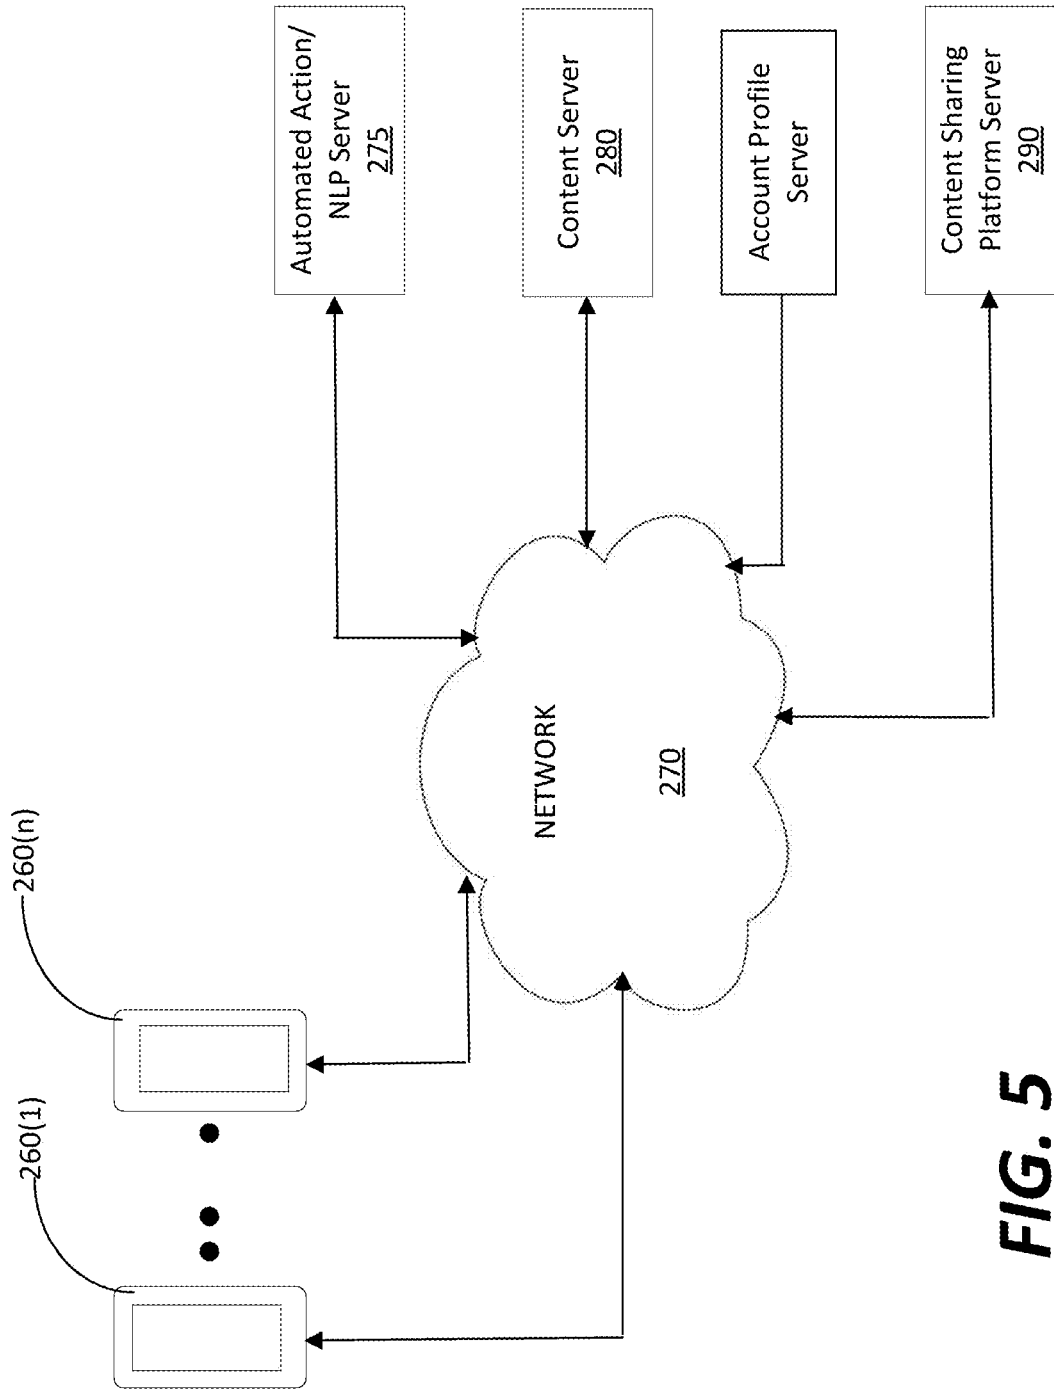 260(1)
260(n)
NETWORK
270
Automated Action/
NLP Server
275
Content Server
280
Account Profile
Server
Content Sharing
Platform Server
290
FIG. 5